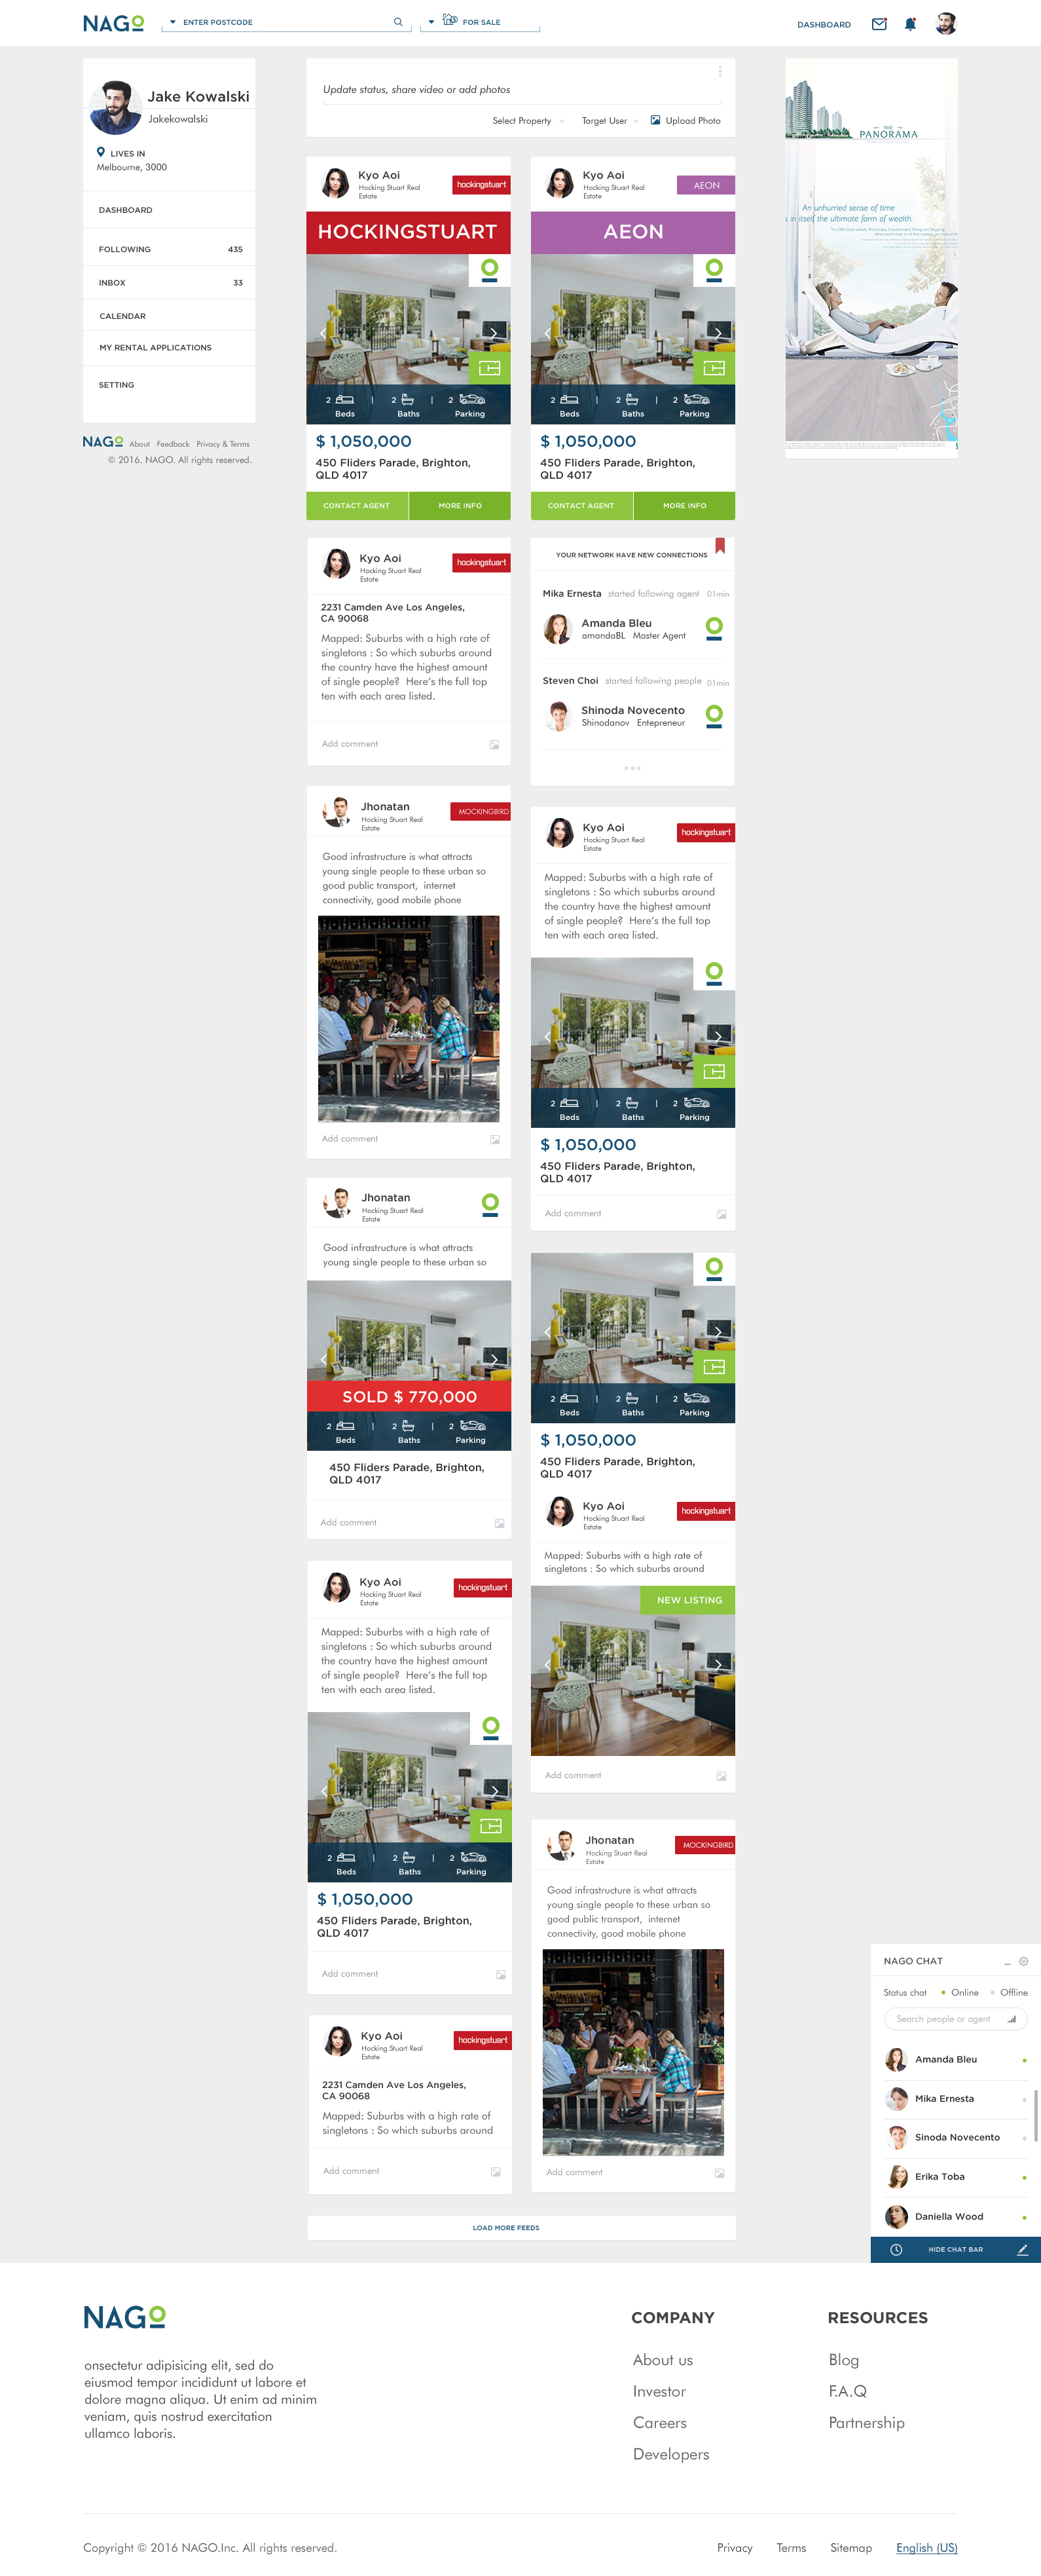 NAGO
ENTER POSTCODE
FOR SALE
DASHBOARD
Jake Kowalski
Jakekowalski
LIVES IN
Melbourne, 3000
DASHBOARD
FOLLOWING 435
INBOX 33
CALENDAR
MY RENTAL APPLICATIONS
SETTING
NAGO About Feedback Privacy & Terms
© 2016. NAGO. All rights reserved.
Update status, share video or add photos
Select Property Target User Upload Photo
Kyo Aoi
Hocking Stuart Real
Estate
hockingstuart
HOCKINGSTUART
2 | 2 | 2
Beds Baths Parking
$ 1,050,000
450 Fliders Parade, Brighton,
QLD 4017
CONTACT AGENT MORE INFO
Kyo Aoi
Hocking Stuart Real
Estate
AEON
AEON
2 | 2 | 2
Beds Baths Parking
$ 1,050,000
450 Fliders Parade, Brighton,
QLD 4017
CONTACT AGENT MORE INFO
THE
PANORAMA
An unhurried sense of time
itself the ultimate form of wealth.
Kyo Aoi
Hocking Stuart Real
Estate
hockingstuart
2231 Camden Ave Los Angeles,
CA 90068
Mapped: Suburbs with a high rate of
singletons : So which suburbs around
the country have the highest amount
of single people? Here's the full top
ten with each area listed.
Add comment
Jhonatan
Hocking Stuart Real
Estate
MOCKINGBIRD
Good infrastructure is what attracts
young single people to these urban so
good public transport, internet
connectivity, good mobile phone
Add comment
Jhonatan
Hocking Stuart Real
Estate
Good infrastructure is what attracts
young single people to these urban so
SOLD $ 770,000
2 | 2 | 2
Beds Baths Parking
450 Fliders Parade, Brighton,
QLD 4017
Add comment
Kyo Aoi
Hocking Stuart Real
Estate
hockingstuart
Mapped: Suburbs with a high rate of
singletons : So which suburbs around
the country have the highest amount
of single people? Here's the full top
ten with each area listed.
2 | 2 | 2
Beds Baths Parking
$ 1,050,000
450 Fliders Parade, Brighton,
QLD 4017
Add comment
Kyo Aoi
Hocking Stuart Real
Estate
hockingstuart
2231 Camden Ave Los Angeles,
CA 90068
Mapped: Suburbs with a high rate of
singletons : So which suburbs around
Add comment
YOUR NETWORK HAVE NEW CONNECTIONS
Mika Ernesta started following agent 01min
Amanda Bleu
amandaBL Master Agent
Steven Choi started following people 01min
Shinoda Novecento
Shinodanov Entepreneur
Kyo Aoi
Hocking Stuart Real
Estate
hockingstuart
Mapped: Suburbs with a high rate of
singletons : So which suburbs around
the country have the highest amount
of single people? Here's the full top
ten with each area listed.
2 | 2 | 2
Beds Baths Parking
$ 1,050,000
450 Fliders Parade, Brighton,
QLD 4017
Add comment
2 | 2 | 2
Beds Baths Parking
$ 1,050,000
450 Fliders Parade, Brighton,
QLD 4017
Kyo Aoi
Hocking Stuart Real
Estate
hockingstuart
Mapped: Suburbs with a high rate of
singletons : So which suburbs around
NEW LISTING
Add comment
Jhonatan
Hocking Stuart Real
Estate
MOCKINGBIRD
Good infrastructure is what attracts
young single people to these urban so
good public transport, internet
connectivity, good mobile phone
Add comment
LOAD MORE FEEDS
NAGO CHAT
Status chat Online Offline
Search people or agent
Amanda Bleu
Mika Ernesta
Sinoda Novecento
Erika Toba
Daniella Wood
HIDE CHAT BAR
NAGO
onsectetur adipisicing elit, sed do
eiusmod tempor incididunt ut labore et
dolore magna aliqua. Ut enim ad minim
veniam, quis nostrud exercitation
ullamco laboris.
COMPANY
About us
Investor
Careers
Developers
RESOURCES
Blog
F.A.Q
Partnership
Copyright © 2016 NAGO.Inc. All rights reserved.
Privacy Terms Sitemap English (US)